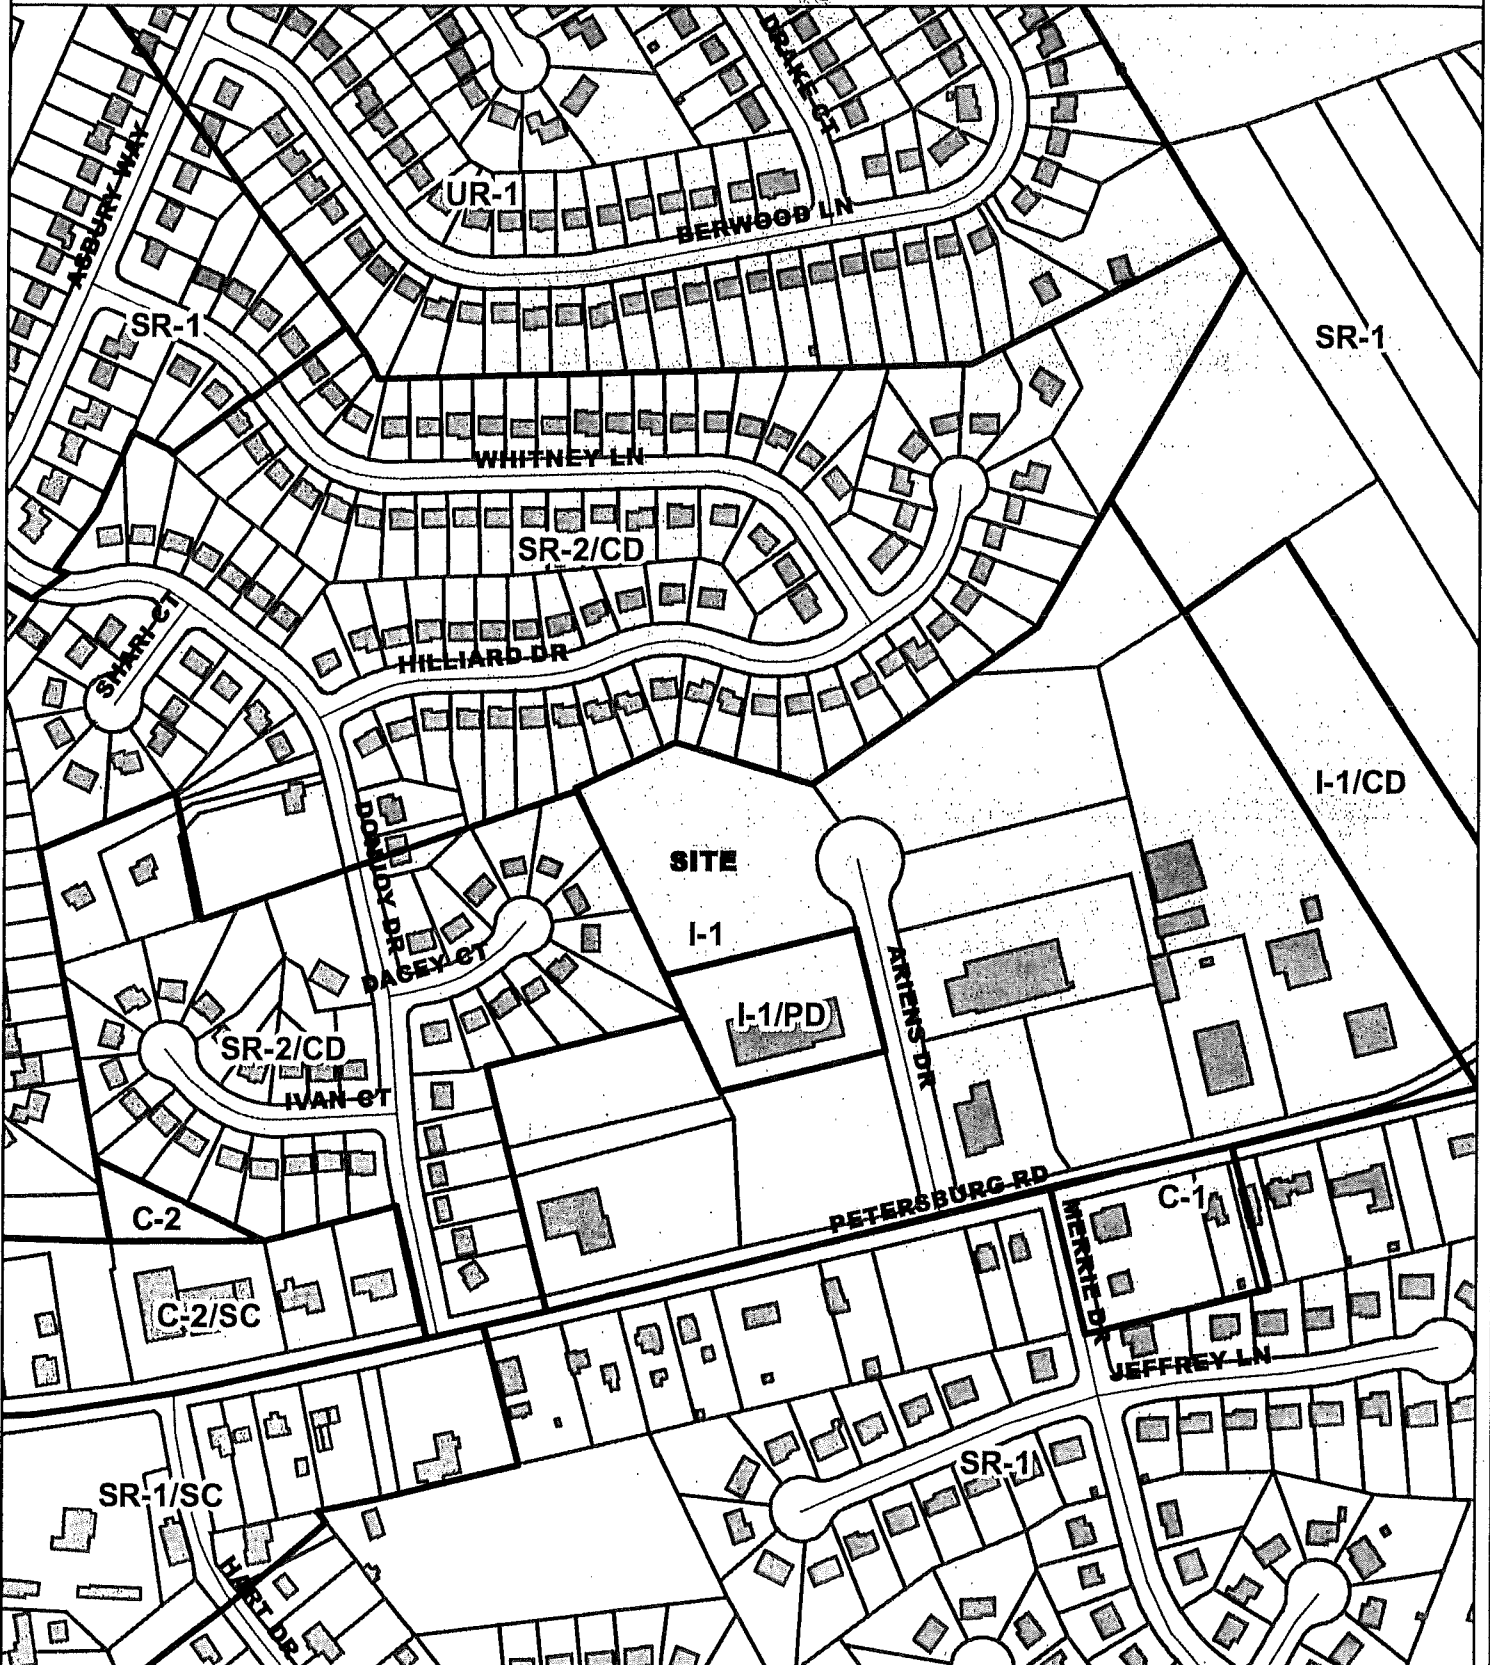 DRAKE CT
ASBURY WAY
UR-1
BERWOOD LN
SR-1
SR-1
WHITNEY LN
SR-2/CD
SHARI CT
HILLIARD DR
I-1/CD
DONJOY DR
SITE
I-1
DACEY CT
ARIENS DR
I-1/PD
SR-2/CD
IVAN CT
C-2
PETERSBURG RD
C-1
MERRIE DR
C-2/SC
JEFFREY LN
SR-1
SR-1/SC
HART DR